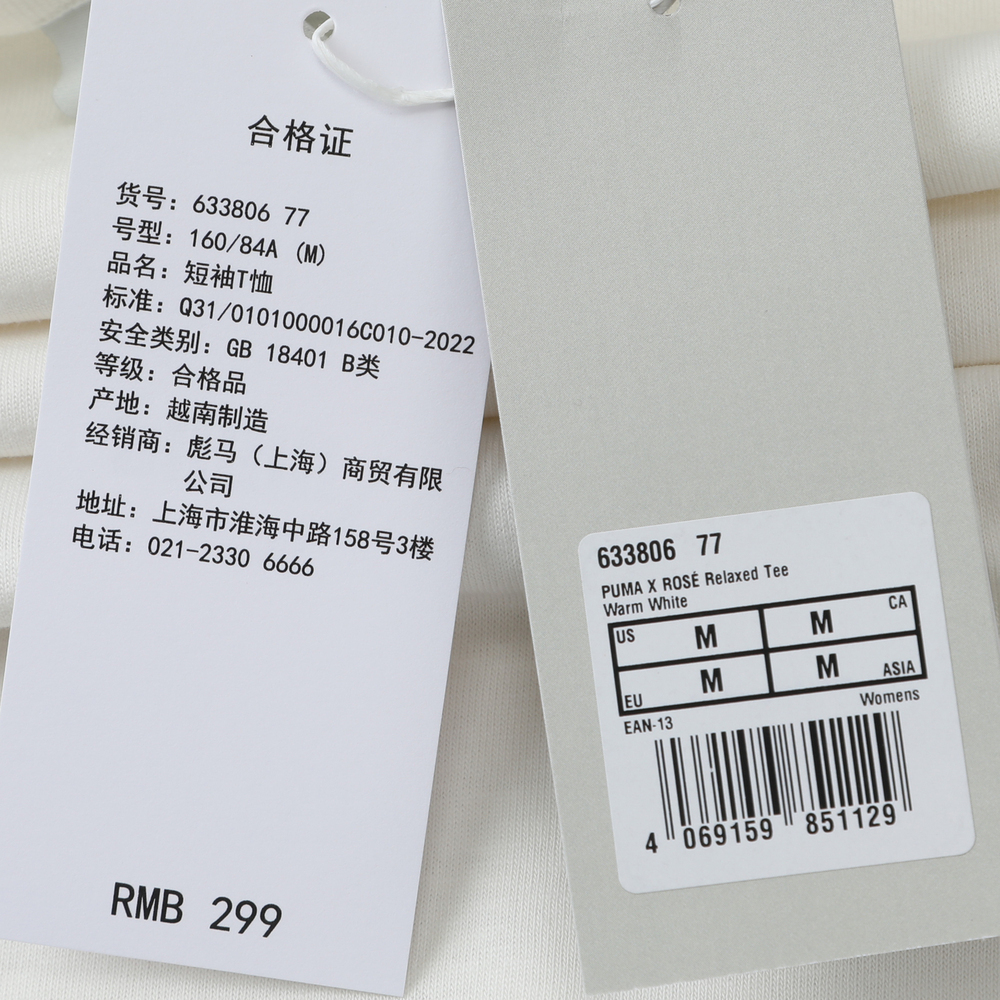 合格证
货号：633806 77
号型：160/84A (M)
品名：短袖T恤
标准：Q31/0101000016C010-2022
安全类别：GB 18401 B类
等级：合格品
产地：越南制造
经销商：彪马（上海）商贸有限
公司
地址：上海市淮海中路158号3楼
电话：021-2330 6666
RMB 299
633806 77
PUMA X ROSÉ Relaxed Tee
Warm White
US M M CA
EU M M ASIA
EAN-13 Womens
4 069159 851129